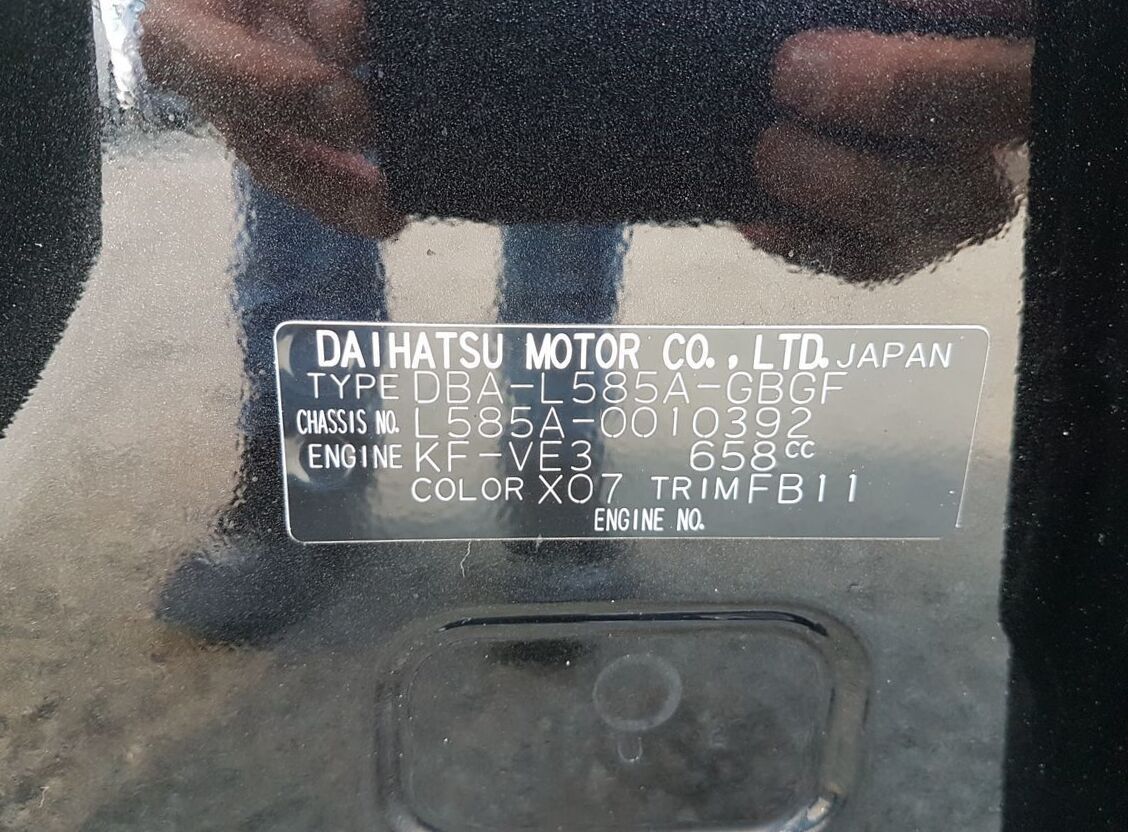 DAIHATSU MOTOR CO., LTD. JAPAN
TYPE DBA-L585A-GBGF
CHASSIS NO. L585A-0010392
ENGINE KF-VE3 658cc
COLOR X07 TRIM FB11
ENGINE NO.